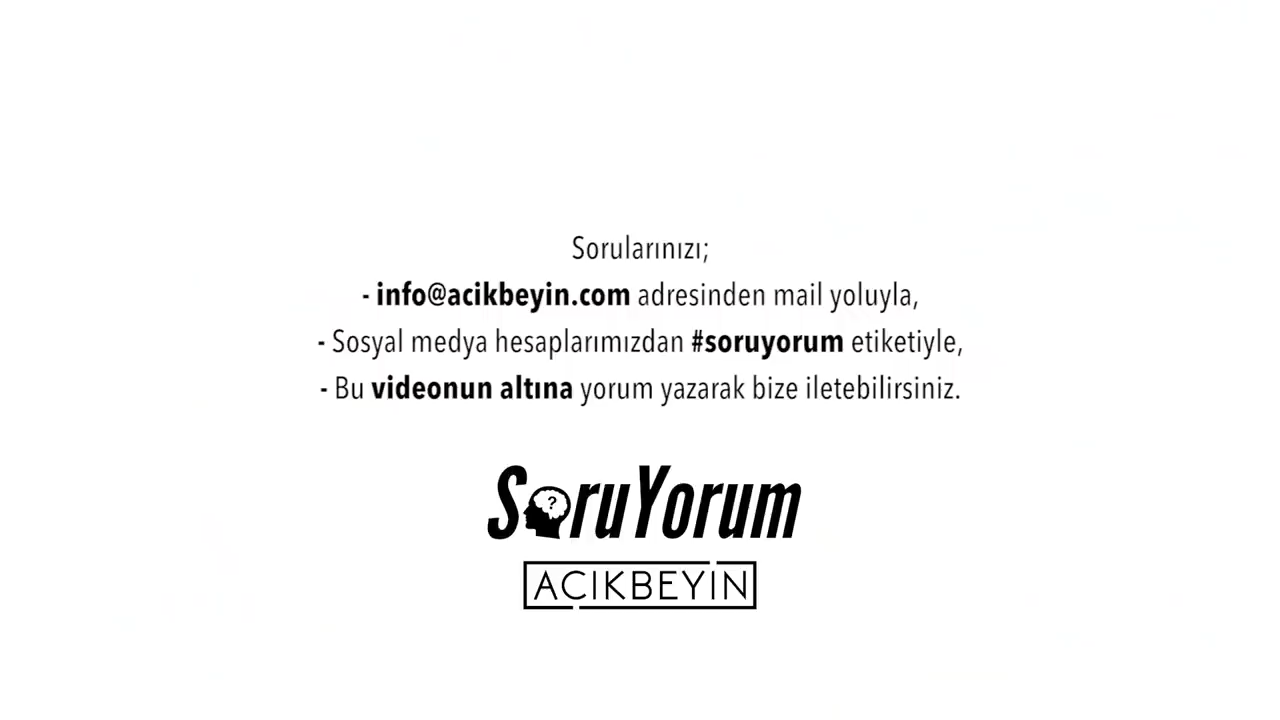 Sorularınızı;
- info@acikbeyin.com adresinden mail yoluyla,
- Sosyal medya hesaplarımızdan #soruyorum etiketiyle,
- Bu videonun altına yorum yazarak bize iletebilirsiniz.
SoruYorum
AÇIKBEYİN